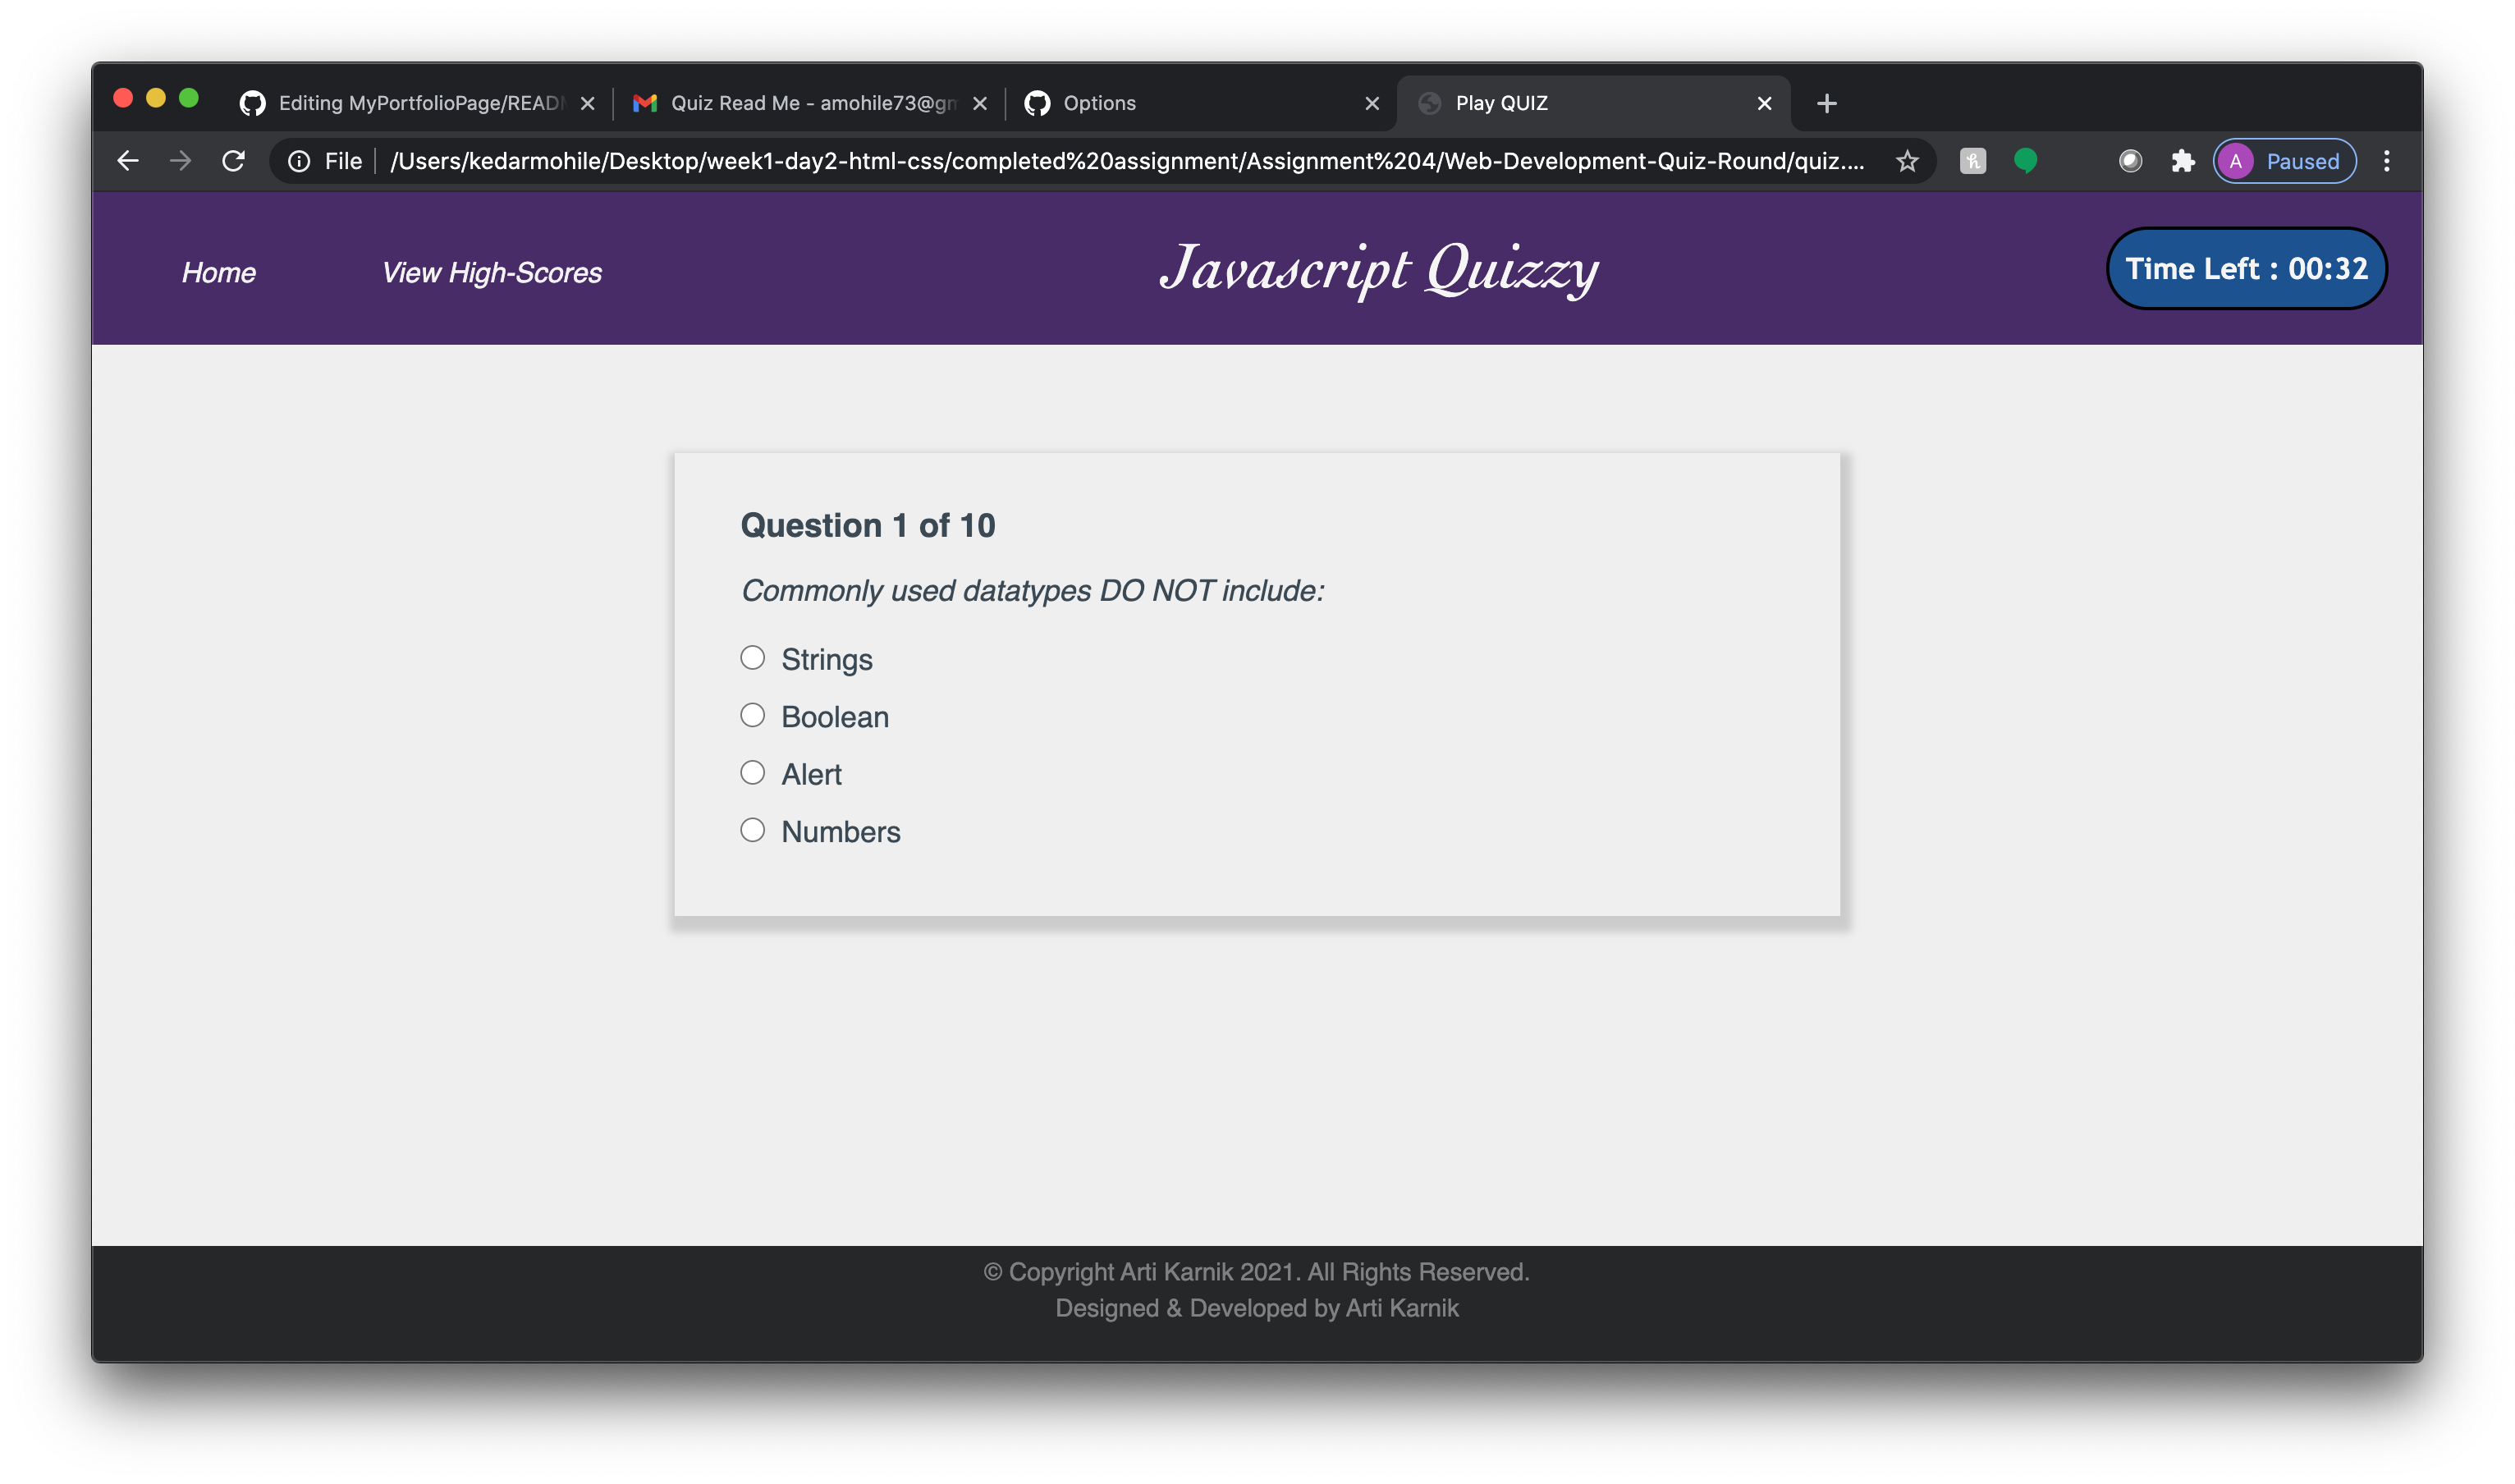 Editing MyPortfolioPage/READ
Quiz Read Me - amohile73@gm
Options
Play QUIZ
File
/Users/kedarmohile/Desktop/week1-day2-html-css/completed%20assignment/Assignment%204/Web-Development-Quiz-Round/quiz....
A
Paused
Home
View High-Scores
Javascript Quizzy
Time Left : 00:32
Question 1 of 10
Commonly used datatypes DO NOT include:
Strings
Boolean
Alert
Numbers
© Copyright Arti Karnik 2021. All Rights Reserved.
Designed & Developed by Arti Karnik